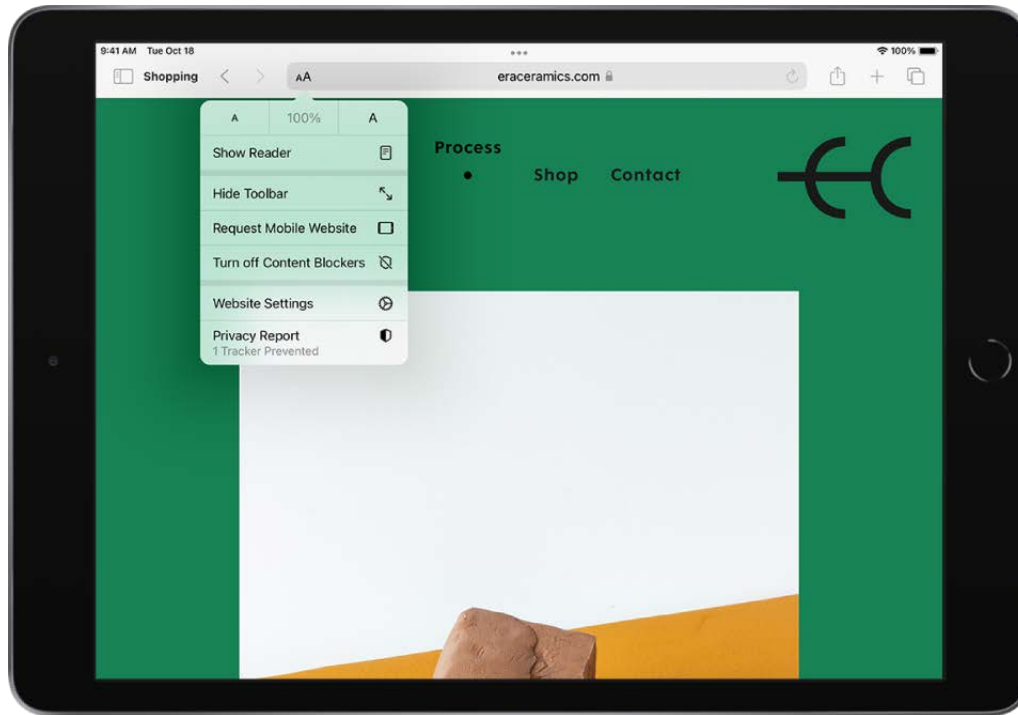 9:41 AM Tue Oct 18
100%
Shopping
AA
eraceramics.com
A 100% A
Show Reader
Hide Toolbar
Request Mobile Website
Turn off Content Blockers
Website Settings
Privacy Report
1 Tracker Prevented
Process
Shop Contact
EC